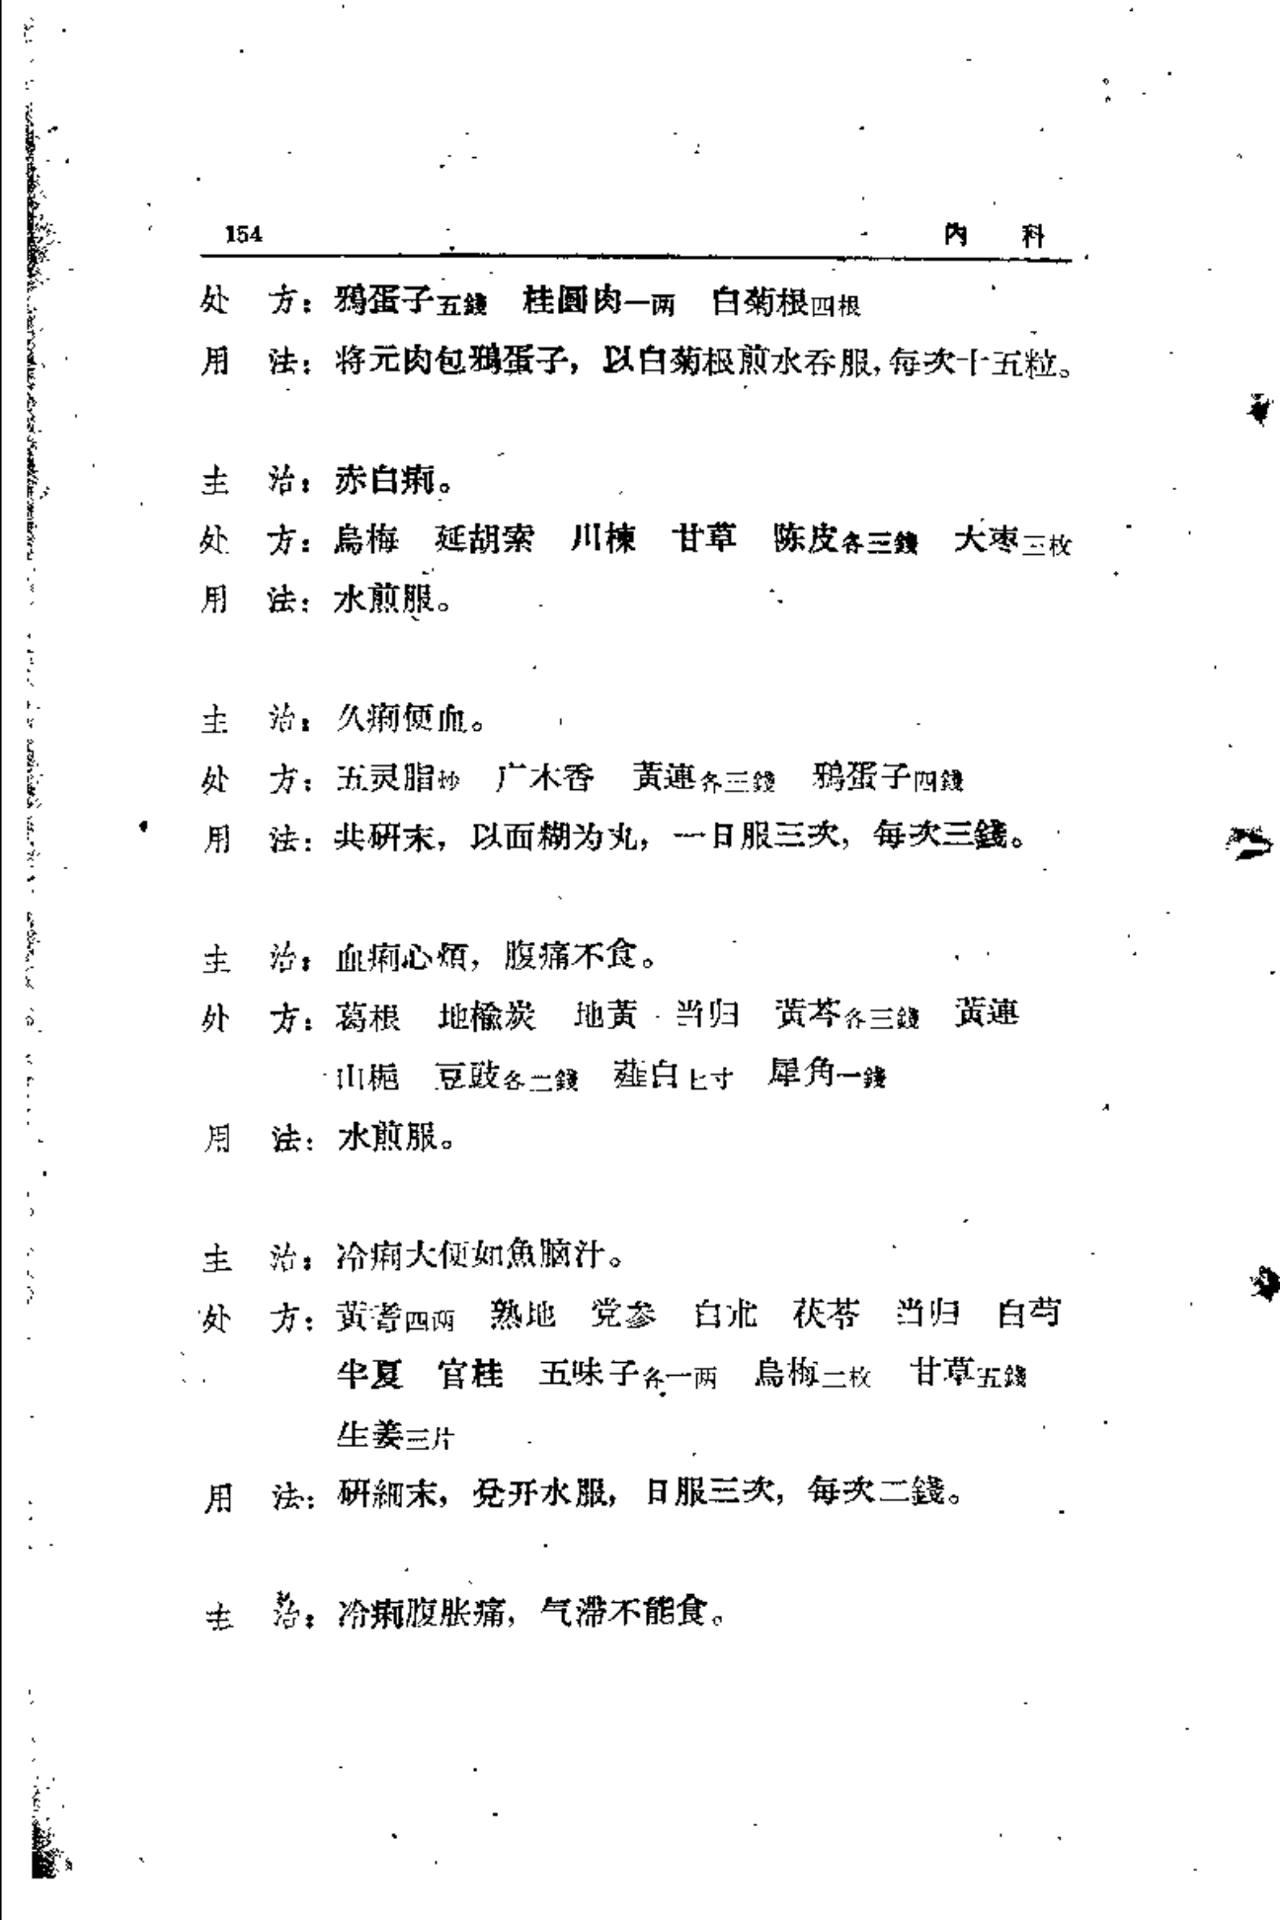 154 内 科
处 方：鴉蛋子五錢 桂圓肉一两 白菊根四根
用 法：将元肉包鴉蛋子，以白菊根煎水吞服，每次十五粒。
主 治：赤白痢。
处 方：烏梅 延胡索 川楝 甘草 陈皮各三錢 大枣三枚
用 法：水煎服。
主 治：久痢便血。
处 方：五灵脂炒 广木香 黃連各三錢 鴉蛋子四錢
用 法：共研末，以面糊为丸，一日服三次，每次三錢。
主 治：血痢心煩，腹痛不食。
处 方：葛根 地楡炭 地黃 当归 黃芩各三錢 黃連
山梔 豆豉各二錢 薤白七寸 犀角一錢
用 法：水煎服。
主 治：冷痢大便如魚脑汁。
处 方：黃耆四两 熟地 党参 白朮 茯苓 当归 白芍
半夏 官桂 五味子各一两 烏梅二枚 甘草五錢
生姜三片
用 法：研細末，兌开水服，日服三次，每次二錢。
主 治：冷痢腹胀痛，气滞不能食。